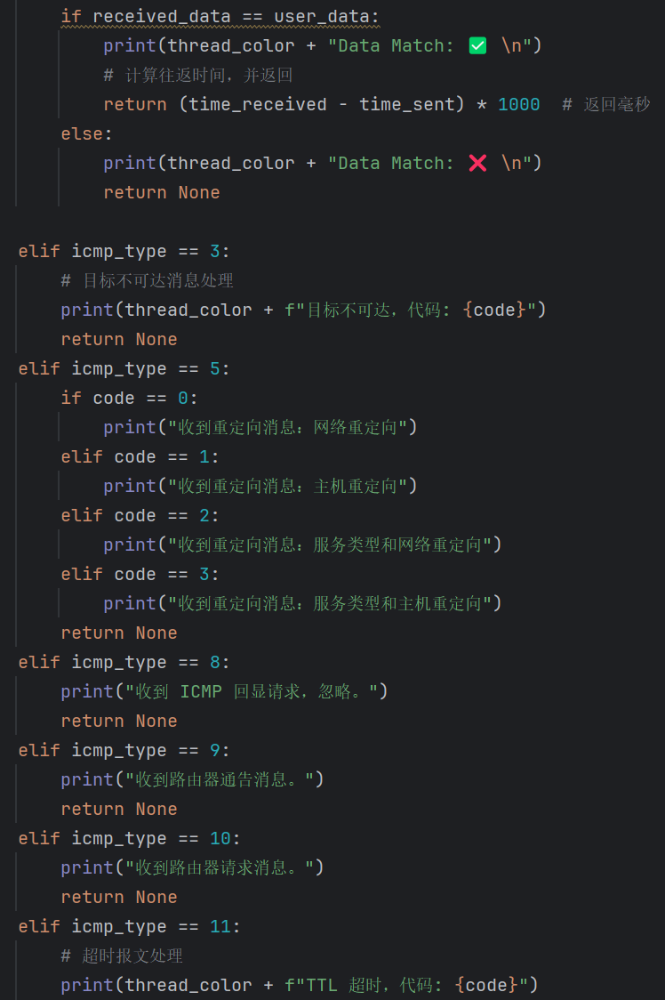 if received_data == user_data:
print(thread_color + "Data Match: ✅ \n")
# 计算往返时间，并返回
return (time_received - time_sent) * 1000  # 返回毫秒
else:
print(thread_color + "Data Match: ❌ \n")
return None
elif icmp_type == 3:
# 目标不可达消息处理
print(thread_color + f"目标不可达，代码: {code}")
return None
elif icmp_type == 5:
if code == 0:
print("收到重定向消息：网络重定向")
elif code == 1:
print("收到重定向消息：主机重定向")
elif code == 2:
print("收到重定向消息：服务类型和网络重定向")
elif code == 3:
print("收到重定向消息：服务类型和主机重定向")
return None
elif icmp_type == 8:
print("收到 ICMP 回显请求，忽略。")
return None
elif icmp_type == 9:
print("收到路由器通告消息。")
return None
elif icmp_type == 10:
print("收到路由器请求消息。")
return None
elif icmp_type == 11:
# 超时报文处理
print(thread_color + f"TTL 超时，代码: {code}")